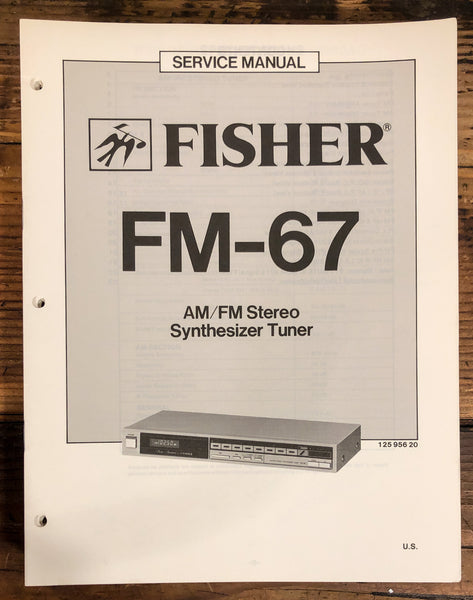 SERVICE MANUAL
FISHER®
FM-67
AM/FM Stereo
Synthesizer Tuner
125 956 20
U.S.